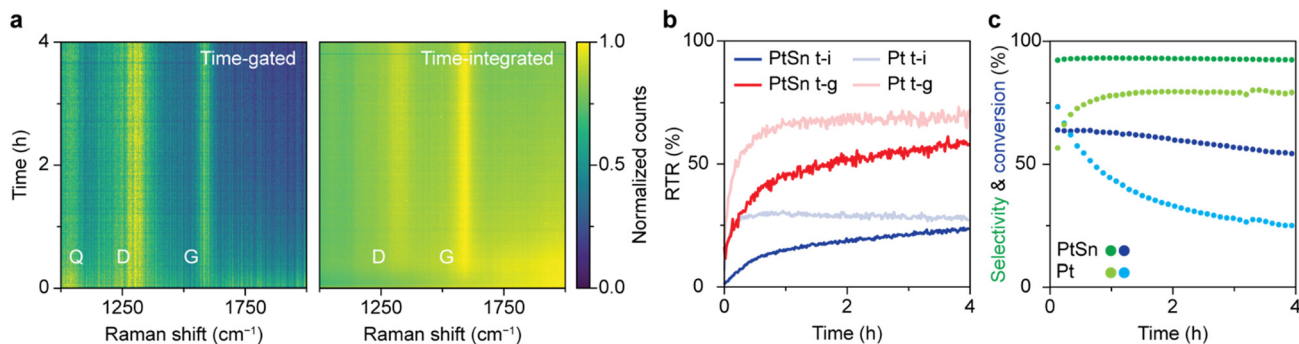 a
Time-gated
Time-integrated
Q D G
D G
4
2
0
Time (h)
1250 1750
Raman shift (cm⁻¹)
1250 1750
Raman shift (cm⁻¹)
1.0
0.5
0.0
Normalized counts
b
PtSn t-i
Pt t-i
PtSn t-g
Pt t-g
100
50
0
RTR (%)
0 2 4
Time (h)
c
100
50
0
Selectivity & conversion (%)
PtSn
Pt
0 2 4
Time (h)